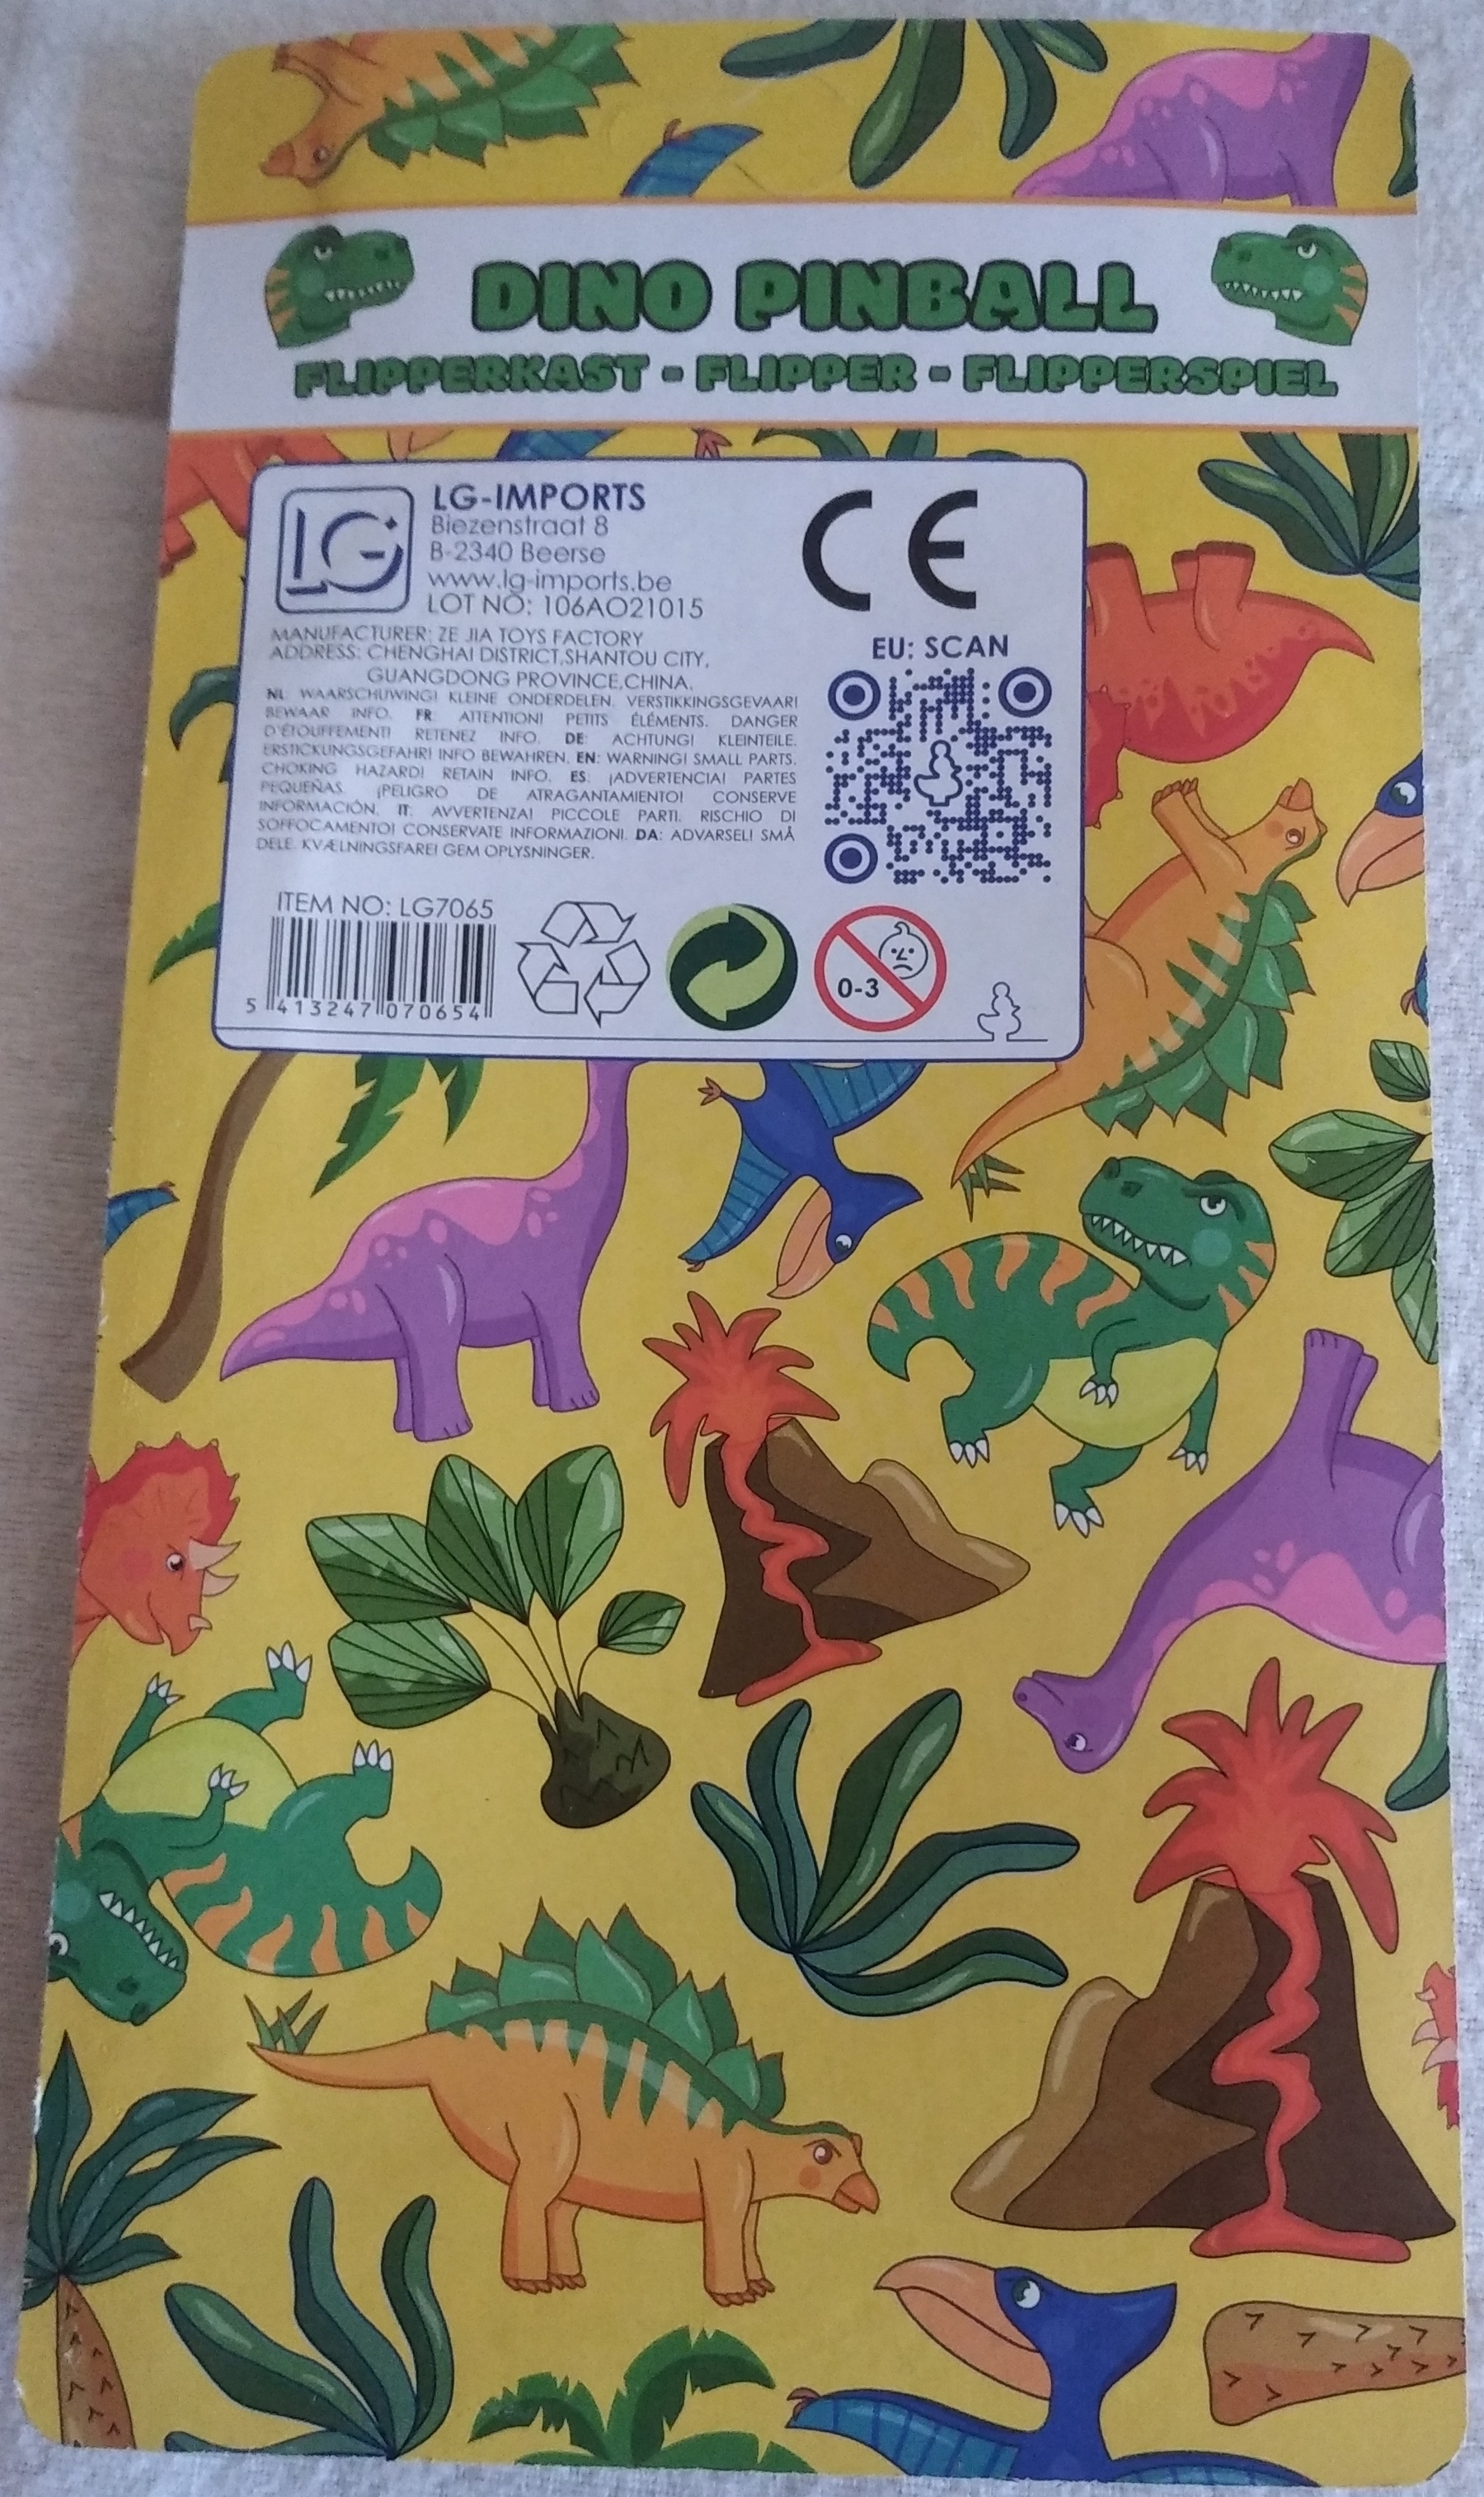 DINO PINBALL
FLIPPERKAST - FLIPPER - FLIPPERSPIEL
LG
LG-IMPORTS
Biezenstraat 8
B-2340 Beerse
www.lg-imports.be
LOT NO: 106AO21015
CE
MANUFACTURER: ZE JIA TOYS FACTORY
ADDRESS: CHENGHAI DISTRICT,SHANTOU CITY,
GUANGDONG PROVINCE,CHINA.
EU: SCAN
NL: WAARSCHUWING! KLEINE ONDERDELEN. VERSTIKKINGSGEVAAR!
BEWAAR INFO. FR: ATTENTION! PETITS ÉLÉMENTS. DANGER
D'ÉTOUFFEMENT! RETENEZ INFO. DE: ACHTUNG! KLEINTEILE.
ERSTICKUNGSGEFAHR! INFO BEWAHREN. EN: WARNING! SMALL PARTS.
CHOKING HAZARD! RETAIN INFO. ES: ¡ADVERTENCIA! PARTES
PEQUEÑAS. ¡PELIGRO DE ATRAGANTAMIENTO! CONSERVE
INFORMACIÓN. IT: AVVERTENZA! PICCOLE PARTI. RISCHIO DI
SOFFOCAMENTO! CONSERVATE INFORMAZIONI. DA: ADVARSEL! SMÅ
DELE. KVÆLNINGSFARE! GEM OPLYSNINGER.
ITEM NO: LG7065
5 413247 070654
0-3